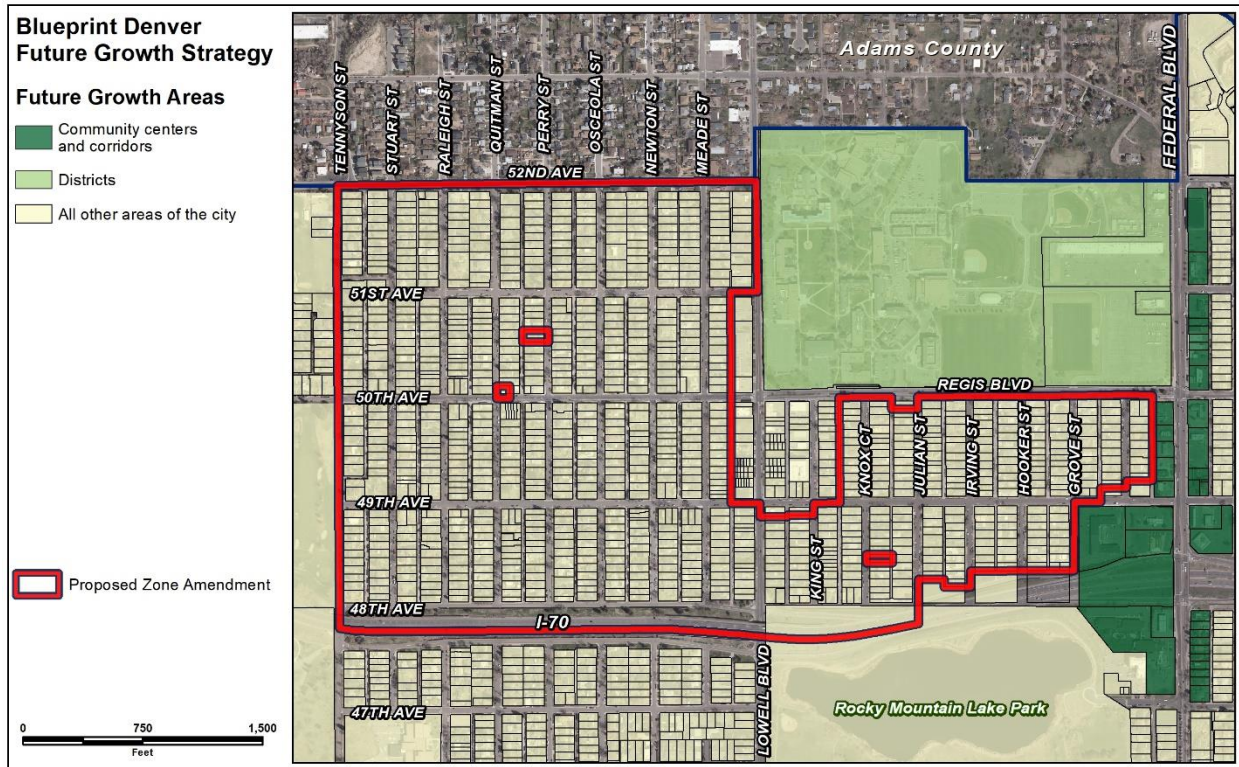 Blueprint Denver
Future Growth Strategy
Future Growth Areas
Community centers
and corridors
Districts
All other areas of the city
Proposed Zone Amendment
0 750 1,500
Feet
Adams County
FEDERAL BLVD
TENNYSON ST
STUART ST
RALEIGH ST
QUITMAN ST
PERRY ST
OSCEOLA ST
NEWTON ST
MEADE ST
52ND AVE
51ST AVE
50TH AVE
REGIS BLVD
KNOX CT
JULIAN ST
IRVING ST
HOOKER ST
GROVE ST
49TH AVE
KING ST
48TH AVE
I-70
LOWELL BLVD
Rocky Mountain Lake Park
47TH AVE